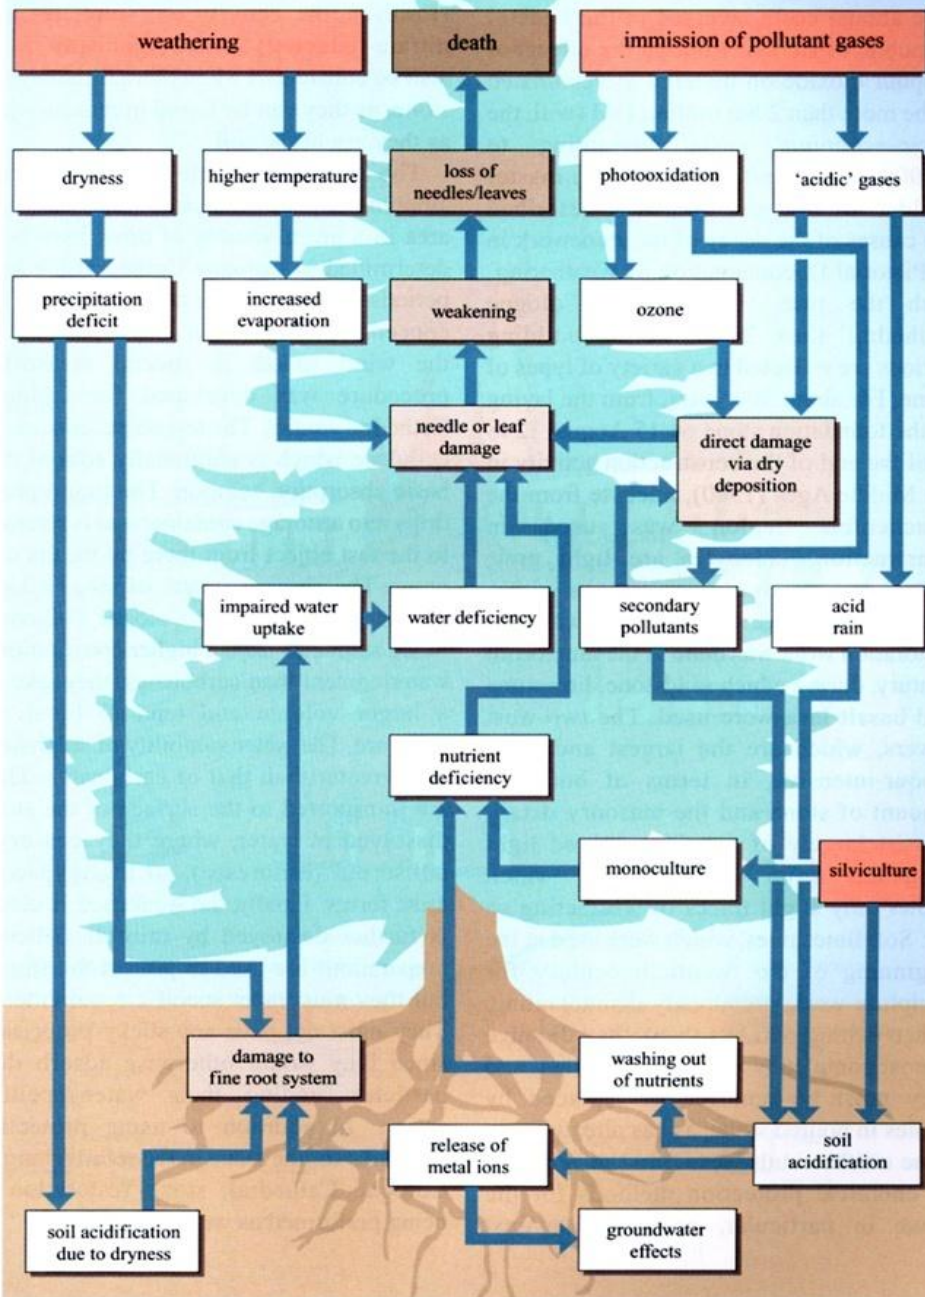 weathering
death
immission of pollutant gases
dryness
higher temperature
loss of
needles/leaves
photooxidation
‘acidic’ gases
precipitation
deficit
increased
evaporation
weakening
ozone
needle or leaf
damage
direct damage
via dry
deposition
impaired water
uptake
water deficiency
secondary
pollutants
acid
rain
nutrient
deficiency
monoculture
silviculture
damage to
fine root system
washing out
of nutrients
release of
metal ions
soil
acidification
soil acidification
due to dryness
groundwater
effects